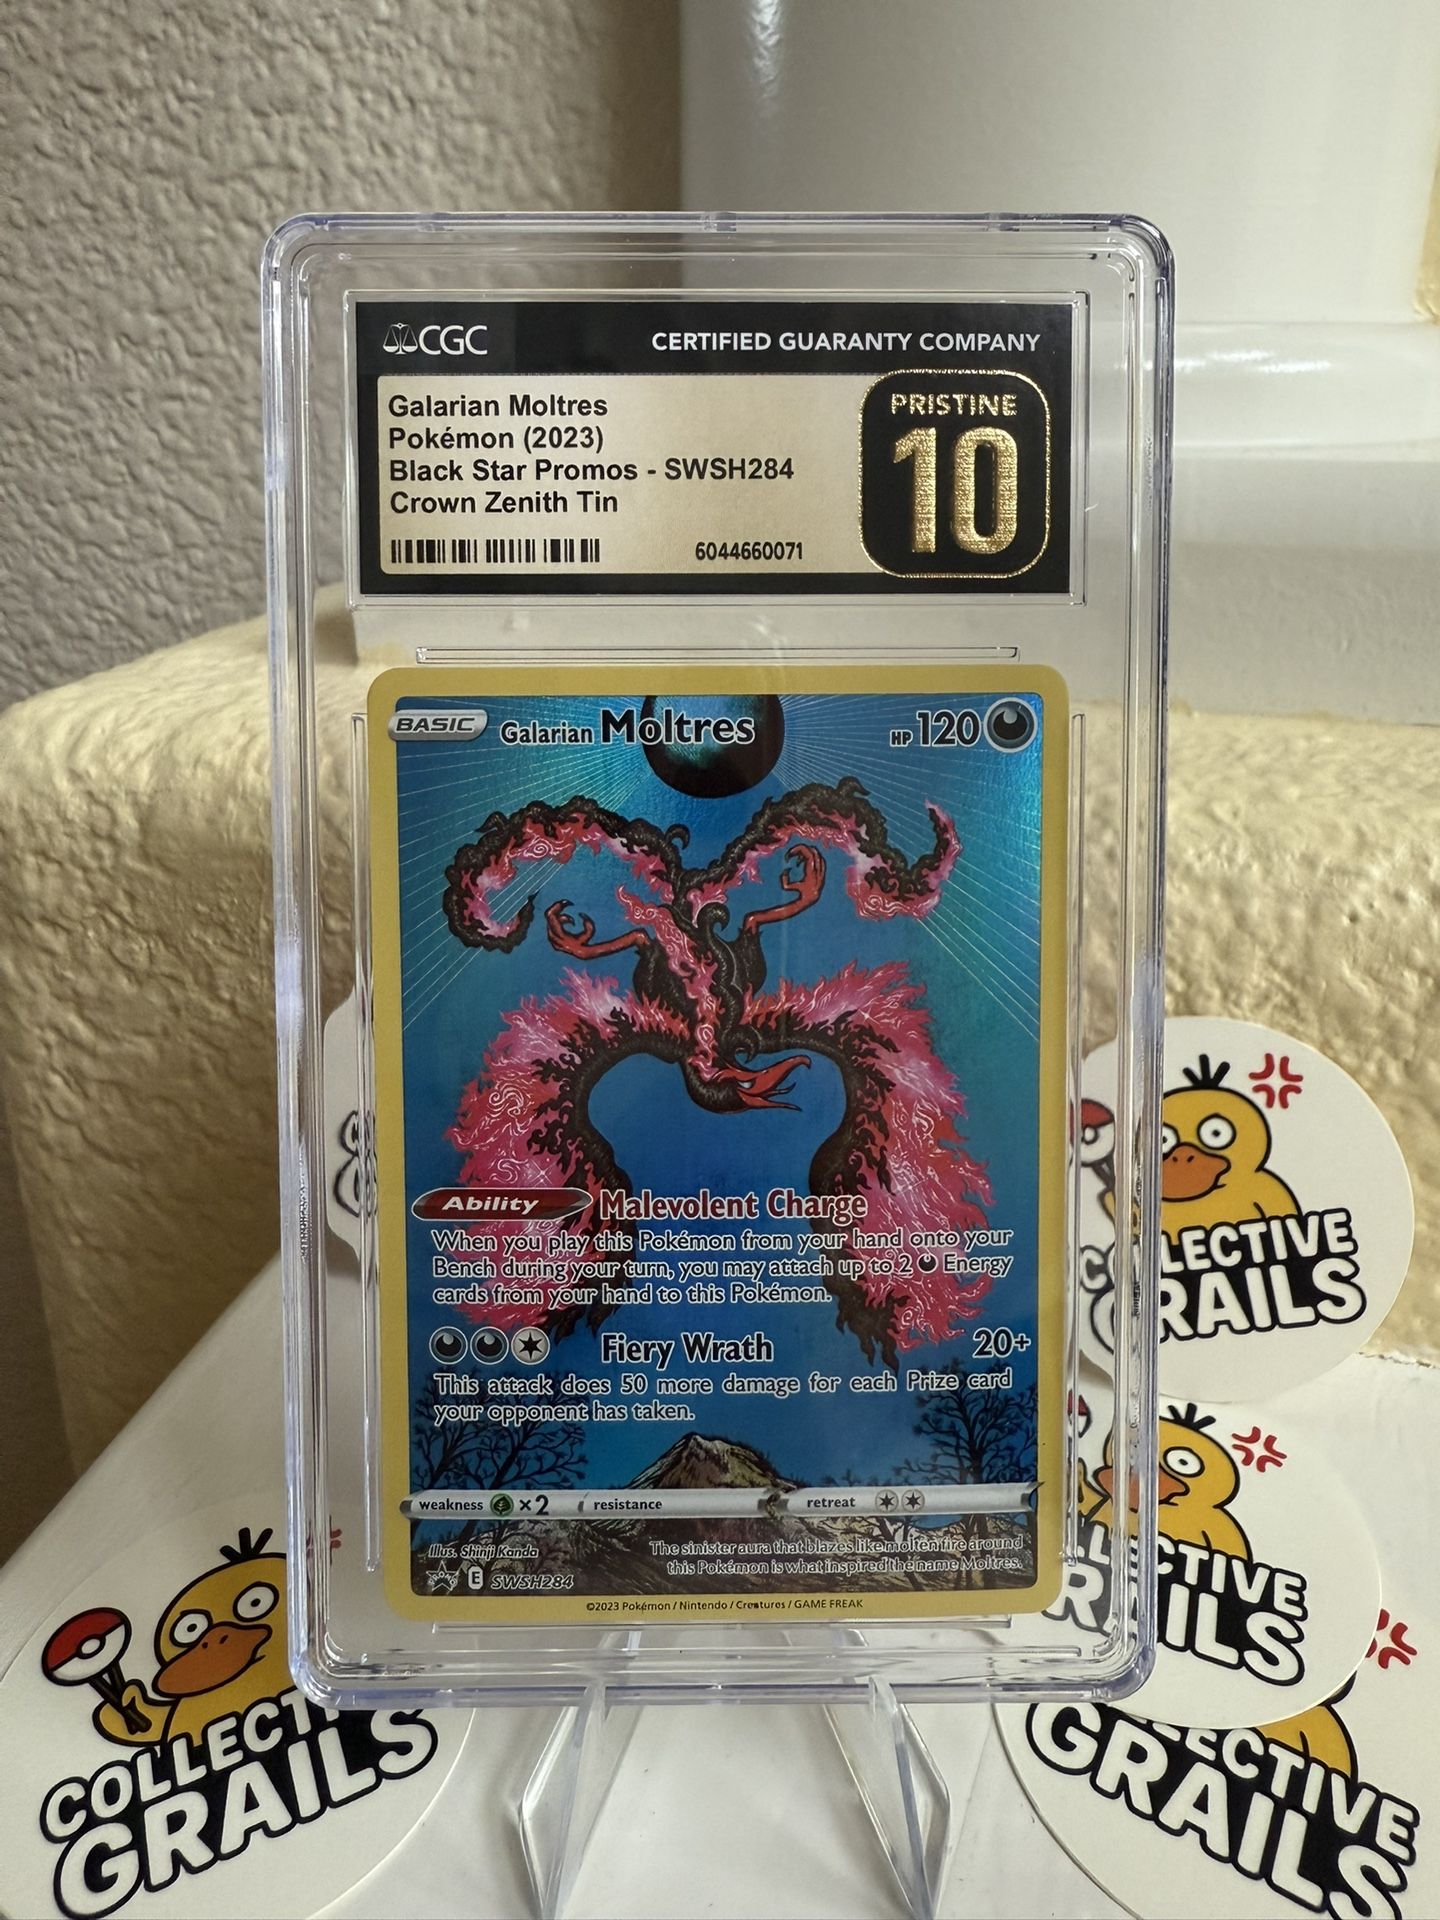 CGC
CERTIFIED GUARANTY COMPANY
Galarian Moltres
Pokémon (2023)
Black Star Promos - SWSH284
Crown Zenith Tin
6044660071
PRISTINE
10
BASIC
Galarian Moltres
HP 120
Ability
Malevolent Charge
When you play this Pokémon from your hand onto your
Bench during your turn, you may attach up to 2 Energy
cards from your hand to this Pokémon.
Fiery Wrath
20+
This attack does 50 more damage for each Prize card
your opponent has taken.
weakness ×2
resistance
retreat
Illus. Shinji Kanda
E SWSH284
The sinister aura that blazes like molten fire around
this Pokémon is what inspired the name Moltres.
©2023 Pokémon / Nintendo / Creatures / GAME FREAK
LECTIVE
RAILS
CTIVE
ILS
COLLECTI
GRAILS
ECTIVE
GRAILS